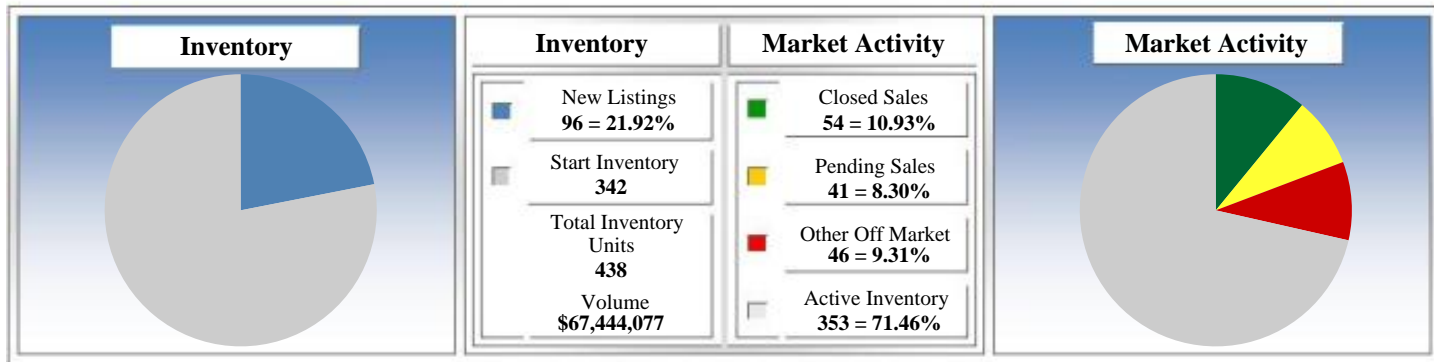 Inventory
Inventory
New Listings
96 = 21.92%
Start Inventory
342
Total Inventory
Units
438
Volume
$67,444,077
Market Activity
Closed Sales
54 = 10.93%
Pending Sales
41 = 8.30%
Other Off Market
46 = 9.31%
Active Inventory
353 = 71.46%
Market Activity